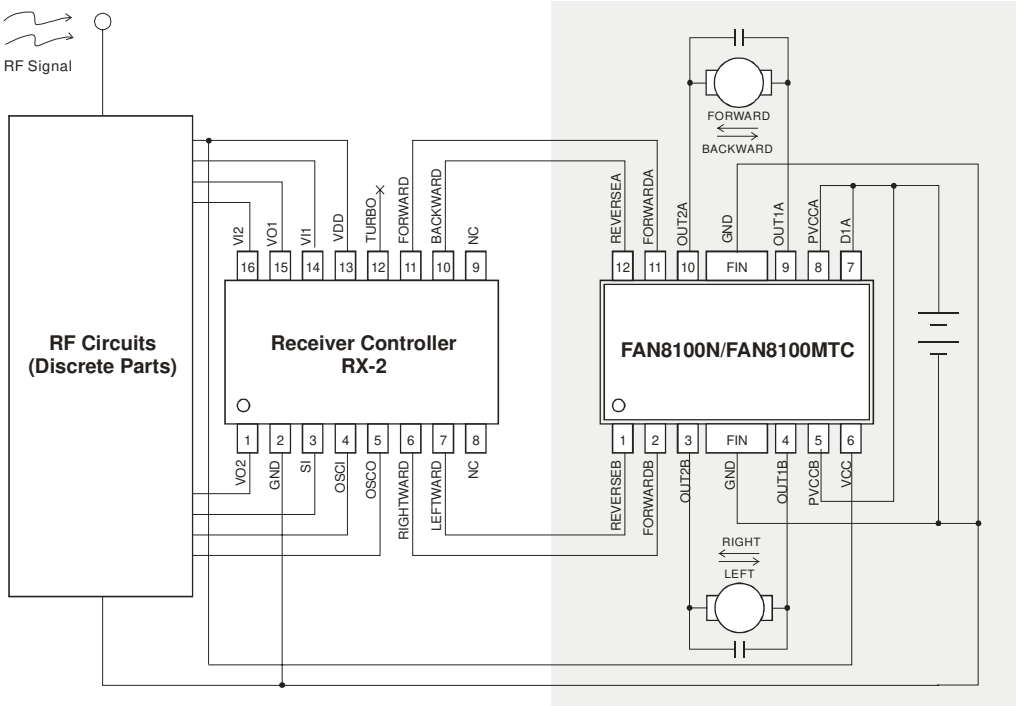 RF Signal
FORWARD
BACKWARD
VI2
VO1
VI1
VDD
TURBO
FORWARD
BACKWARD
NC
REVERSEA
FORWARDA
OUT2A
GND
OUT1A
PVCCA
D1A
16
15
14
13
12
11
10
9
12
11
10
FIN
9
8
7
RF Circuits
(Discrete Parts)
Receiver Controller
RX-2
FAN8100N/FAN8100MTC
1
2
3
4
5
6
7
8
1
2
3
FIN
4
5
6
VO2
GND
SI
OSCI
OSCO
RIGHTWARD
LEFTWARD
NC
REVERSEB
FORWARDB
OUT2B
GND
OUT1B
PVCCB
VCC
RIGHT
LEFT